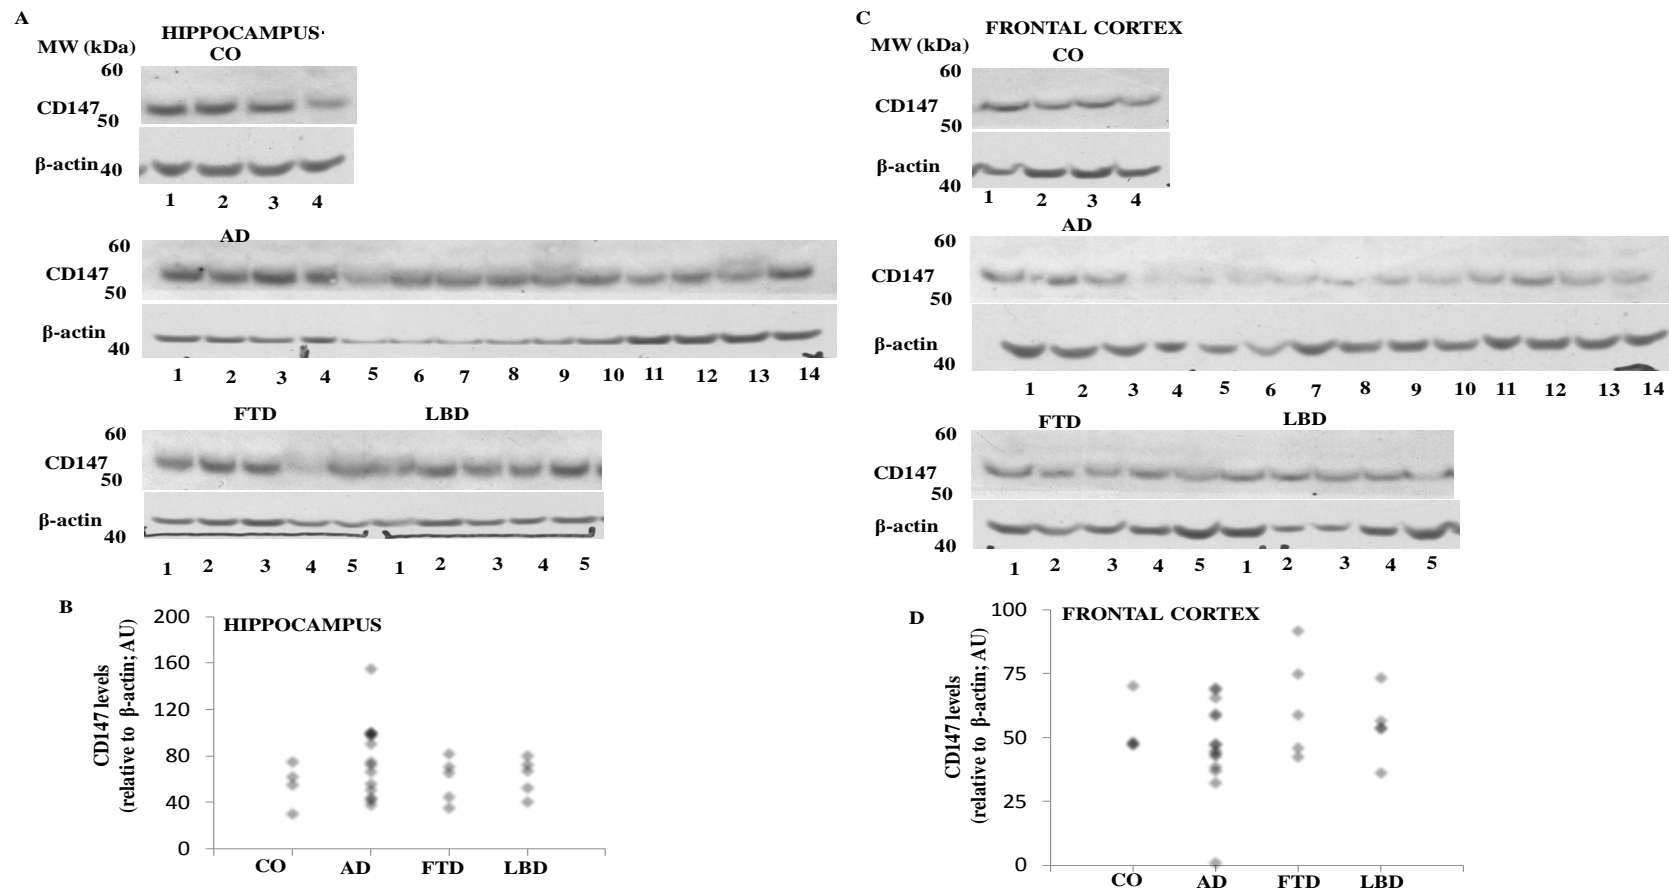 A
HIPPOCAMPUS·
MW (kDa)
CO
60
CD147
50
β-actin
40
1 2 3 4
AD
60
CD147
50
β-actin
40
1 2 3 4 5 6 7 8 9 10 11 12 13 14
FTD LBD
60
CD147
50
β-actin
40
1 2 3 4 5 1 2 3 4 5
B
HIPPOCAMPUS
CD147 levels
(relative to β-actin; AU)
200
160
120
80
40
0
CO AD FTD LBD
C
FRONTAL CORTEX
MW (kDa)
CO
60
CD147
50
β-actin
40
1 2 3 4
AD
60
CD147
50
β-actin
40
1 2 3 4 5 6 7 8 9 10 11 12 13 14
FTD LBD
60
CD147
50
β-actin
40
1 2 3 4 5 1 2 3 4 5
D
FRONTAL CORTEX
CD147 levels
(relative to β-actin; AU)
100
75
50
25
0
CO AD FTD LBD